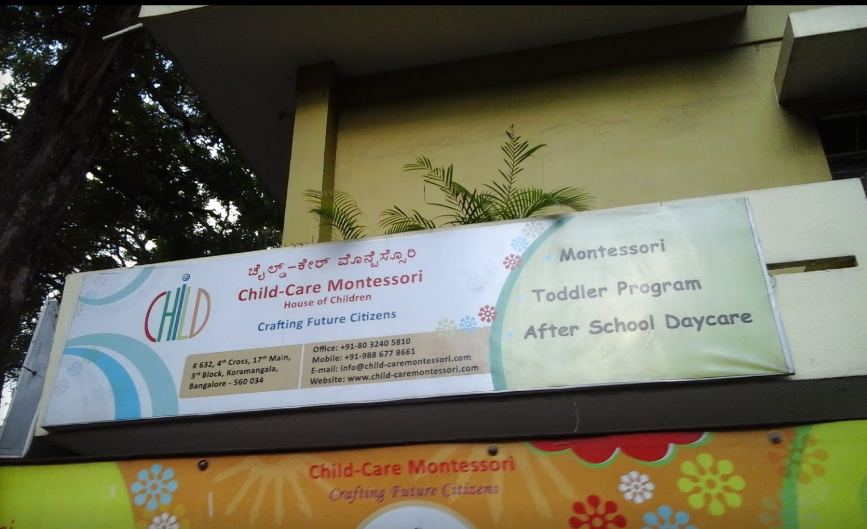 CHILD
ಚೈಲ್ಡ್-ಕೇರ್ ಮೊನ್ಟೆಸ್ಸೊರಿ
Child-Care Montessori
House of Children
Crafting Future Citizens
# 632, 4th Cross, 17th Main,
3rd Block, Koramangala,
Bangalore - 560 034
Office: +91-80 3240 5810
Mobile: +91-988 677 8661
E-mail: info@child-caremontessori.com
Website: www.child-caremontessori.com
Montessori
Toddler Program
After School Daycare
Child-Care Montessori
Crafting Future Citizens